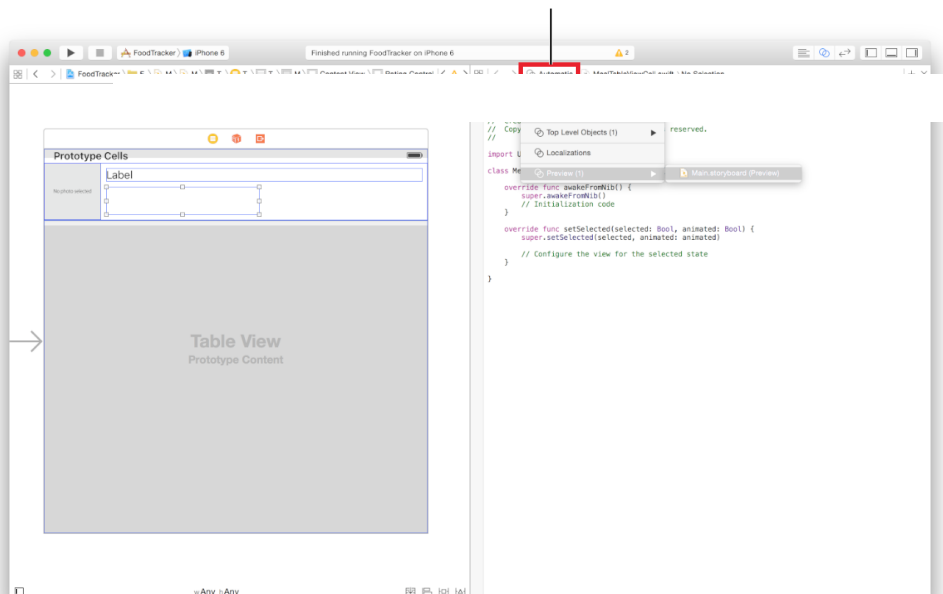 FoodTracker iPhone 6
Finished running FoodTracker on iPhone 6
2
Prototype Cells
No photo selected
Label
Table View
Prototype Content
wAny hAny
Automatic
No Selection
// Copy
reserved.
//
import
class
Top Level Objects (1)
Localizations
Preview (1)
Main.storyboard (Preview)
override func awakeFromNib() {
super.awakeFromNib()
// Initialization code
}
override func setSelected(selected: Bool, animated: Bool) {
super.setSelected(selected, animated: animated)
// Configure the view for the selected state
}
}